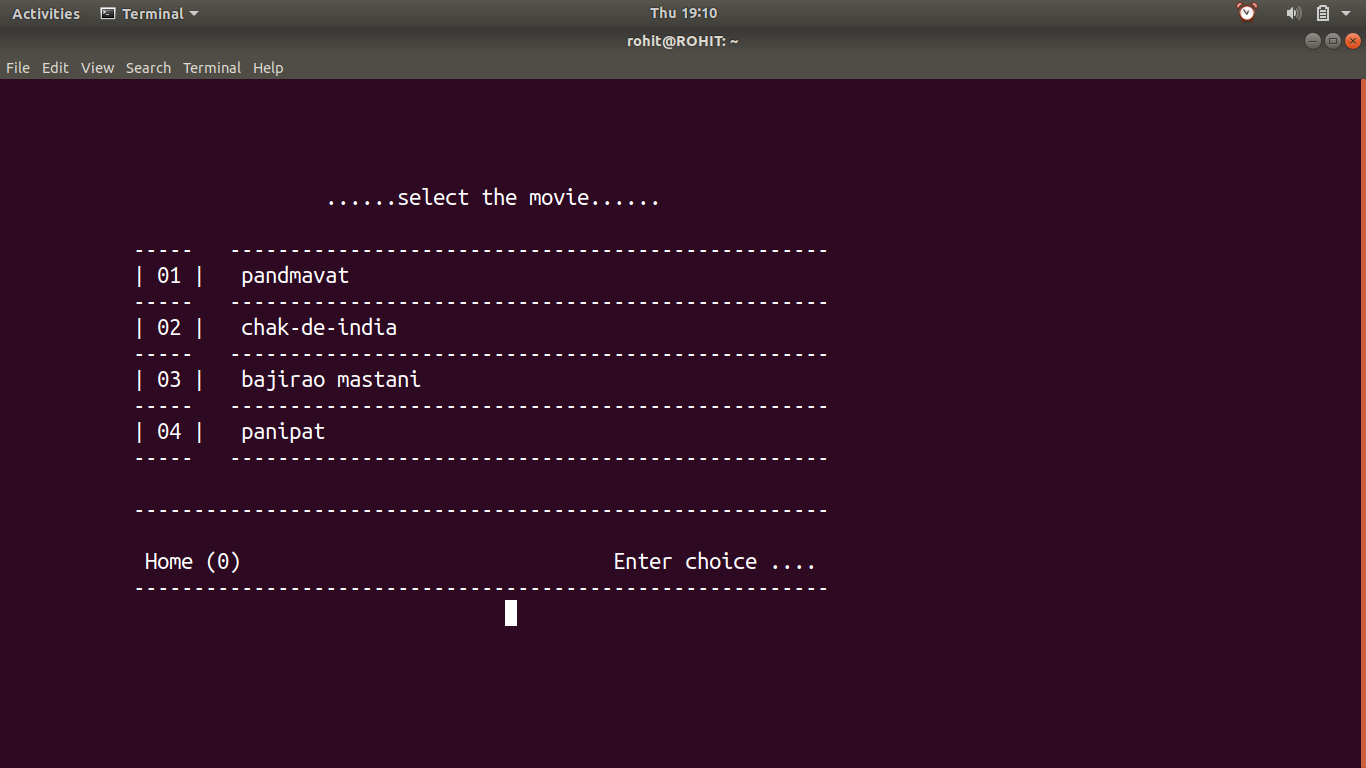 Activities Terminal Thu 19:10
rohit@ROHIT: ~
File Edit View Search Terminal Help
......select the movie......
----- --------------------------------------------------
| 01 | pandmavat
----- --------------------------------------------------
| 02 | chak-de-india
----- --------------------------------------------------
| 03 | bajirao mastani
----- --------------------------------------------------
| 04 | panipat
----- --------------------------------------------------
----------------------------------------------------------
Home (0) Enter choice ....
----------------------------------------------------------